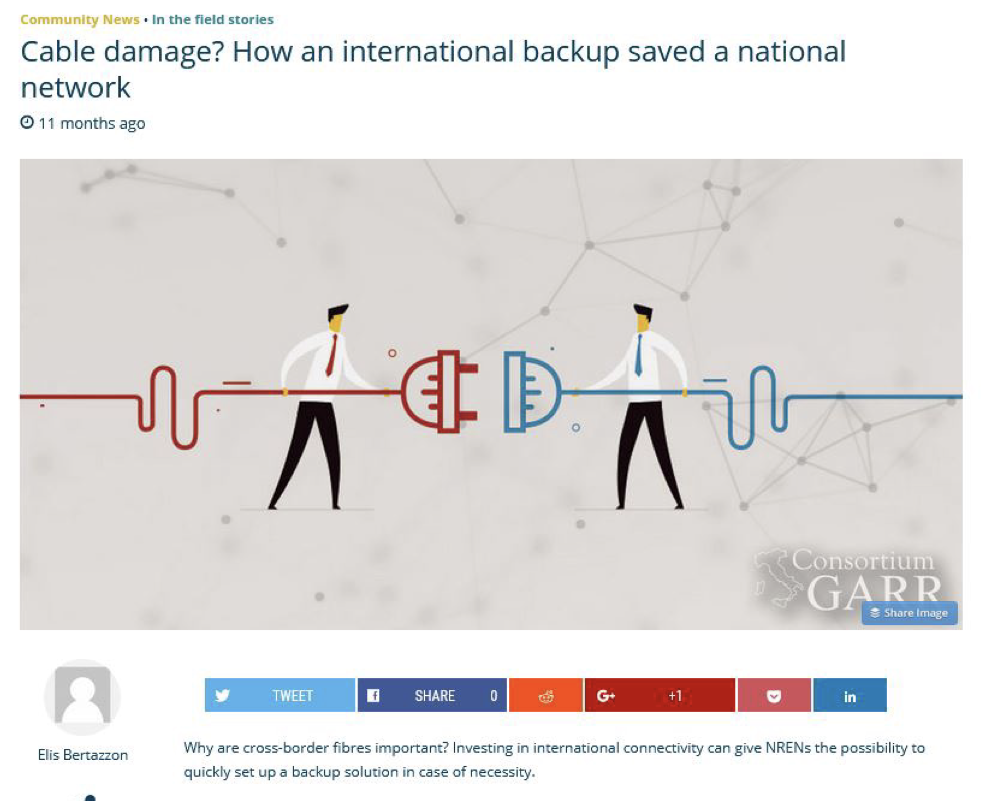 Community News • In the field stories
Cable damage? How an international backup saved a national
network
11 months ago
Consortium
GARR
Share Image
TWEET
SHARE 0
G+ +1
in
Elis Bertazzon
Why are cross-border fibres important? Investing in international connectivity can give NRENs the possibility to
quickly set up a backup solution in case of necessity.